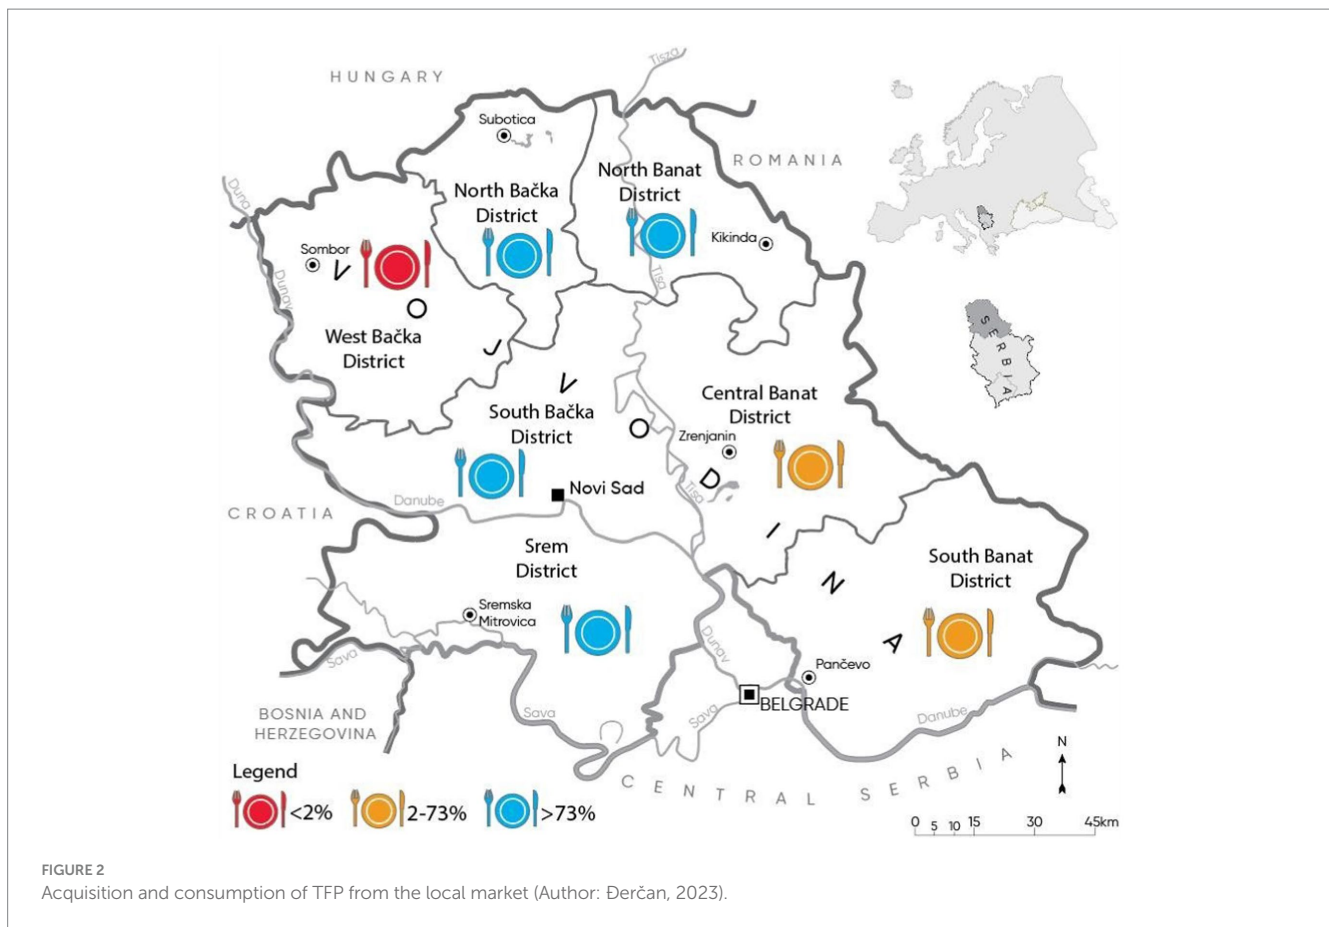 HUNGARY
Tisza
Subotica
ROMANIA
North Banat
District
North Bačka
District
Duna
Kikinda
Sombor
Tisa
Dunav
V
O
J
V
O
D
I
N
A
West Bačka
District
SERBIA
Central Banat
District
South Bačka
District
Zrenjanin
Tisa
Novi Sad
Danube
CROATIA
Srem
District
South Banat
District
Sremska
Mitrovica
Sava
Dunav
Pančevo
BELGRADE
Sava
Sava
Danube
BOSNIA AND
HERZEGOVINA
CENTRAL SERBIA
N
Legend
<2% 2-73% >73%
0 5 10 15 30 45km
FIGURE 2
Acquisition and consumption of TFP from the local market (Author: Đerčan, 2023).